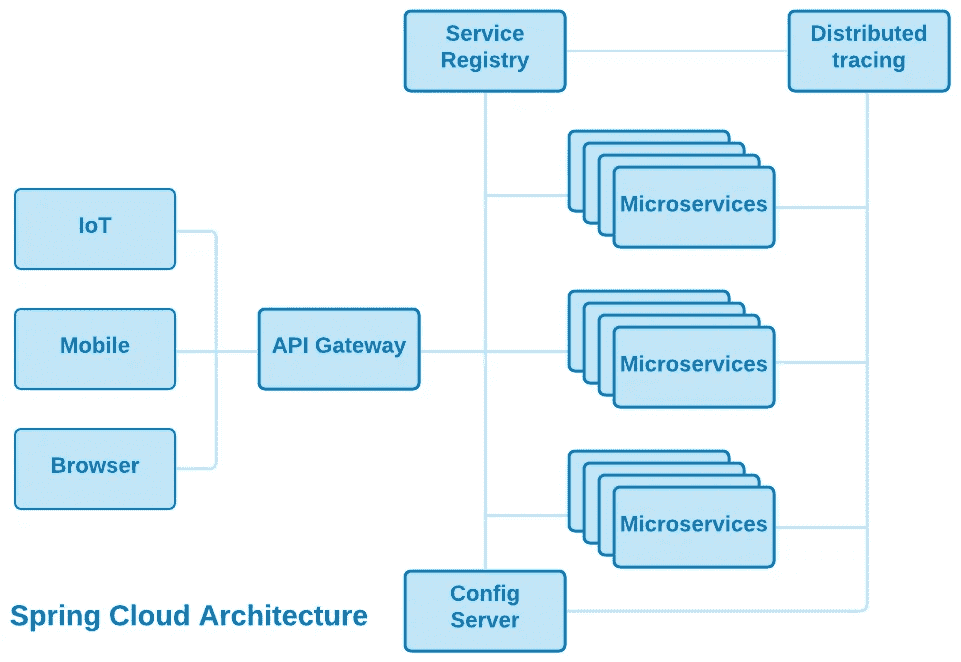 Service
Registry
Distributed
tracing
Microservices
IoT
Mobile
API Gateway
Microservices
Browser
Microservices
Config
Server
Spring Cloud Architecture